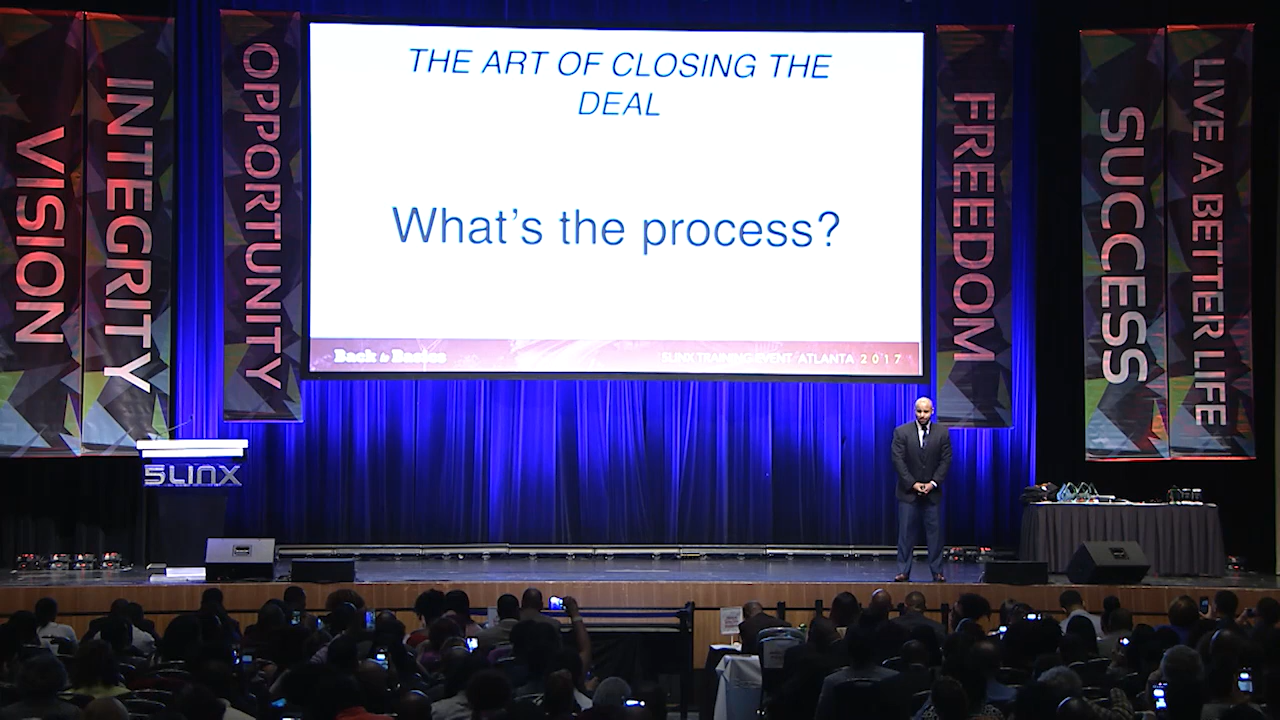 VISION
INTEGRITY
OPPORTUNITY
THE ART OF CLOSING THE
DEAL
What's the process?
Back to Basics
5LINX TRAINING EVENT ATLANTA 2017
FREEDOM
SUCCESS
LIVE A BETTER LIFE
5LINX